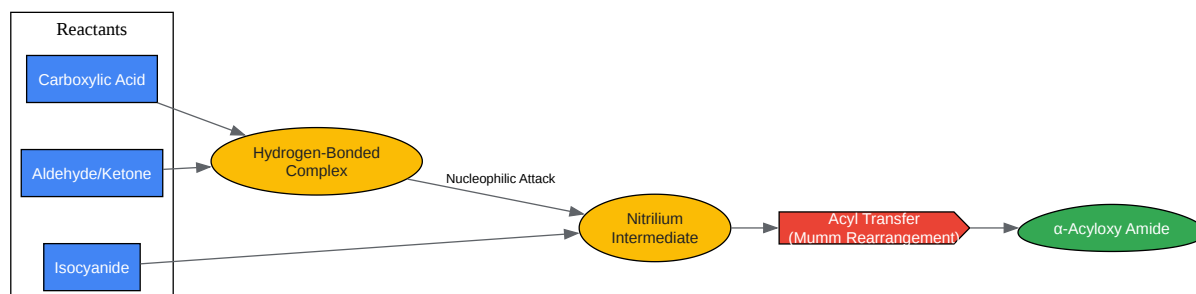 Reactants
Carboxylic Acid
Aldehyde/Ketone
Isocyanide
Hydrogen-Bonded
Complex
Nucleophilic Attack
Nitrilium
Intermediate
Acyl Transfer
(Mumm Rearrangement)
α-Acyloxy Amide